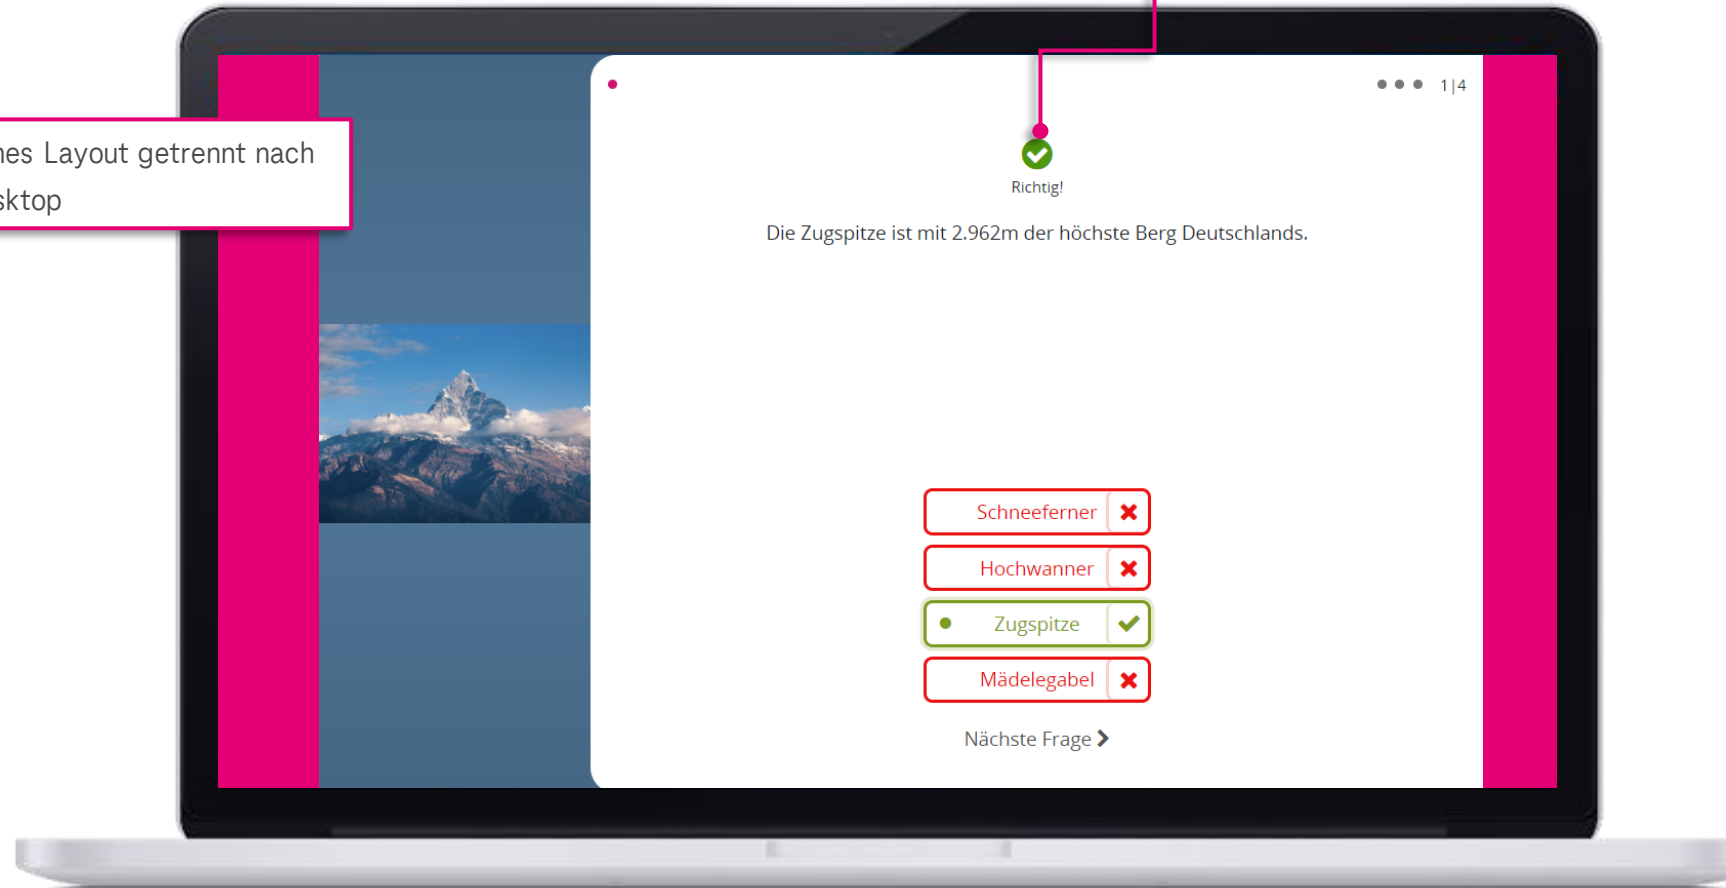 1|4
nes Layout getrennt nach
sktop
Richtig!
Die Zugspitze ist mit 2.962m der höchste Berg Deutschlands.
Schneeferner
Hochwanner
Zugspitze
Mädelegabel
Nächste Frage